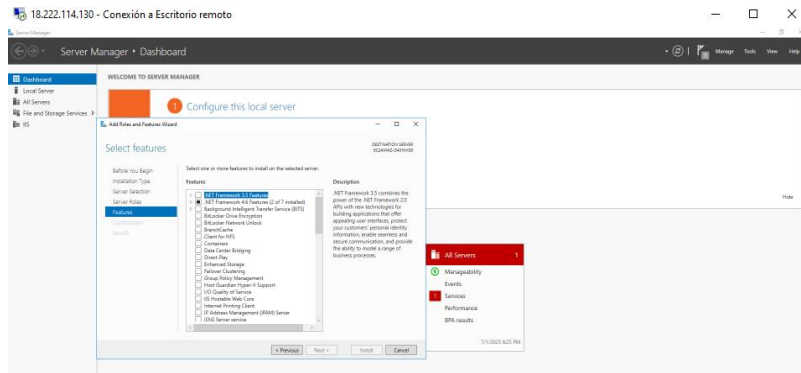 18.222.114.130 - Conexión a Escritorio remoto
Server Manager
Server Manager • Dashboard
Manage Tools View Help
Dashboard
Local Server
All Servers
File and Storage Services
IIS
WELCOME TO SERVER MANAGER
1 Configure this local server
Hide
Add Roles and Features Wizard
Select features
DESTINATION SERVER
Before You Begin
Installation Type
Server Selection
Server Roles
Features
Confirmation
Results
Select one or more features to install on the selected server.
Features
.NET Framework 3.5 Features
.NET Framework 4.6 Features (2 of 7 installed)
Background Intelligent Transfer Service (BITS)
BitLocker Drive Encryption
BitLocker Network Unlock
BranchCache
Client for NFS
Containers
Data Center Bridging
Direct Play
Enhanced Storage
Failover Clustering
Group Policy Management
Host Guardian Hyper-V Support
I/O Quality of Service
IIS Hostable Web Core
Internet Printing Client
IP Address Management (IPAM) Server
iSNS Server service
Description
.NET Framework 3.5 combines the
power of the .NET Framework 2.0
APIs with new technologies for
building applications that offer
appealing user interfaces, protect
your customers' personal identity
information, enable seamless and
secure communication, and provide
the ability to model a range of
business processes.
< Previous Next > Install Cancel
All Servers 1
Manageability
Events
1 Services
Performance
BPA results
7/1/2025 8:25 PM